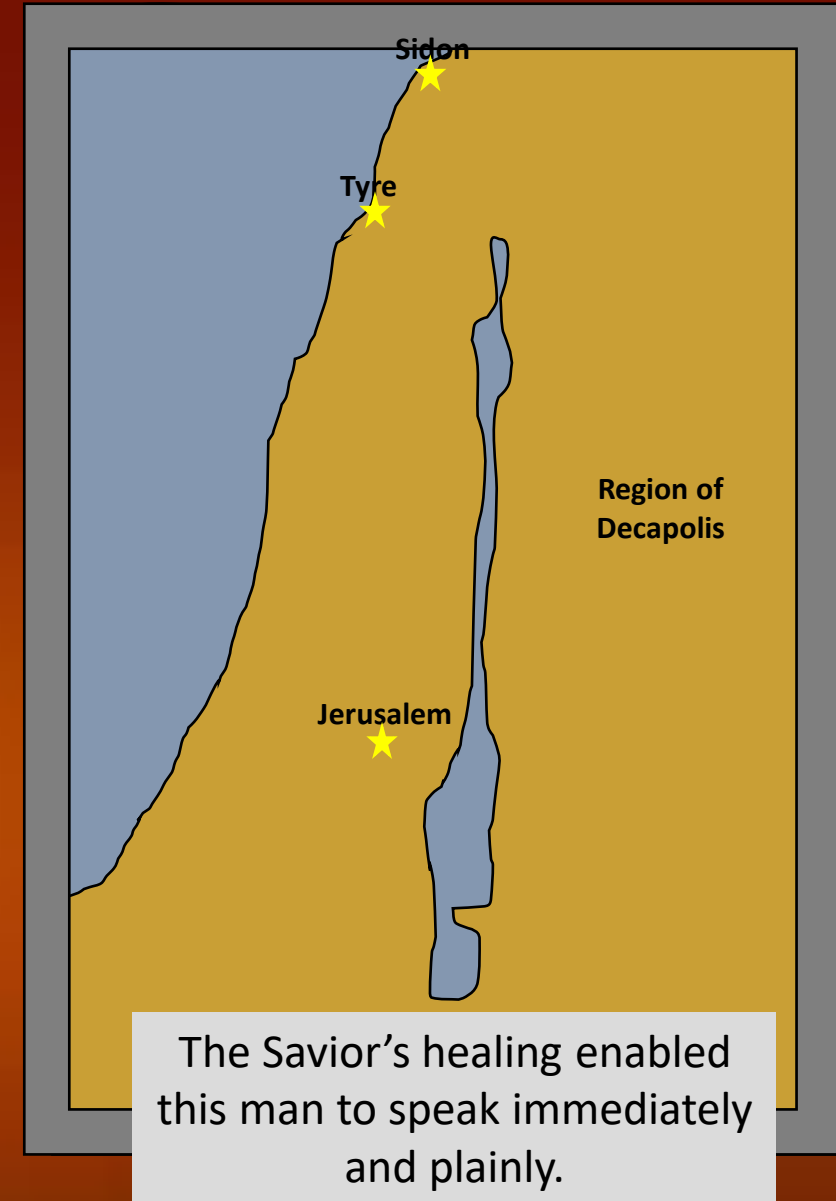 Sidon
Tyre
Region of
Decapolis
Jerusalem
The Savior’s healing enabled
this man to speak immediately
and plainly.